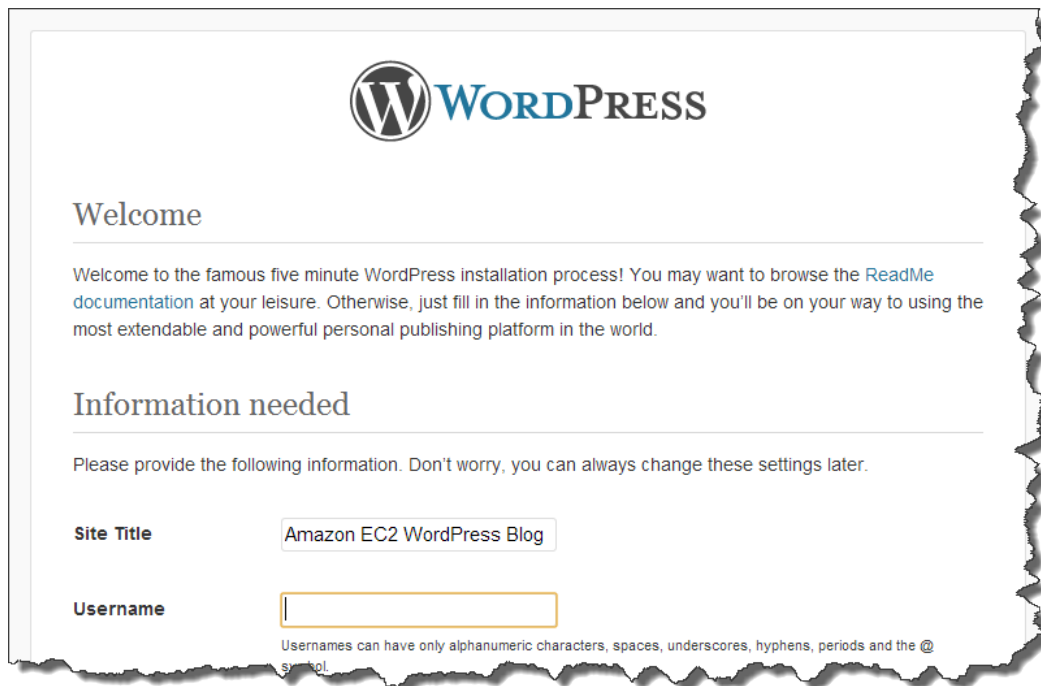 WORDPRESS
Welcome
Welcome to the famous five minute WordPress installation process! You may want to browse the ReadMe
documentation at your leisure. Otherwise, just fill in the information below and you'll be on your way to using the
most extendable and powerful personal publishing platform in the world.
Information needed
Please provide the following information. Don't worry, you can always change these settings later.
Site Title Amazon EC2 WordPress Blog
Username
Usernames can have only alphanumeric characters, spaces, underscores, hyphens, periods and the @
symbol.